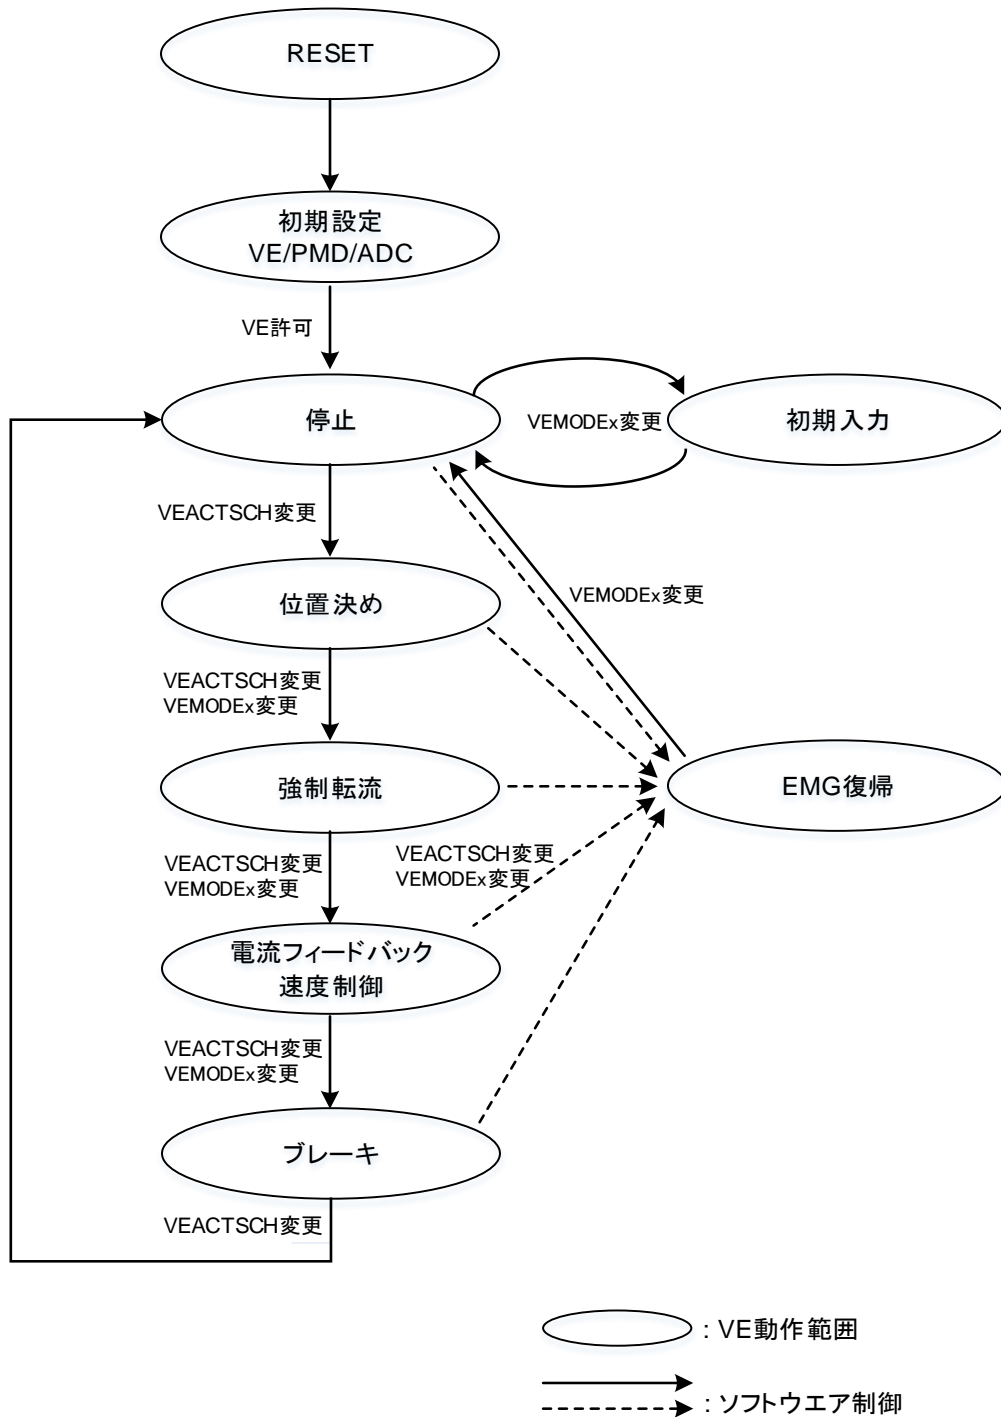 RESET
初期設定
VE/PMD/ADC
VE許可
停止
VEMODEx変更
初期入力
VEACTSCH変更
位置決め
VEMODEx変更
VEACTSCH変更
VEMODEx変更
強制転流
EMG復帰
VEACTSCH変更
VEMODEx変更
VEACTSCH変更
VEMODEx変更
電流フィードバック
速度制御
VEACTSCH変更
VEMODEx変更
ブレーキ
VEACTSCH変更
: VE動作範囲
: ソフトウエア制御